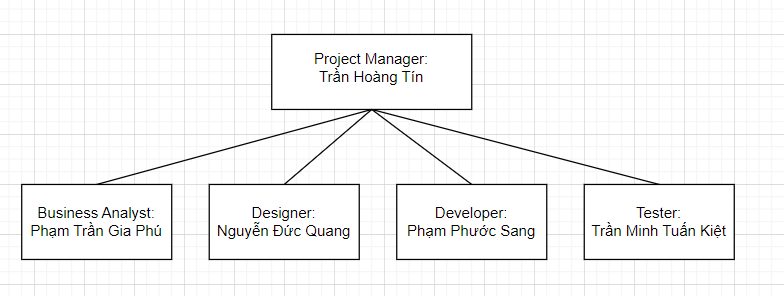 Project Manager:
Trần Hoàng Tín
Business Analyst:
Phạm Trần Gia Phú
Designer:
Nguyễn Đức Quang
Developer:
Phạm Phước Sang
Tester:
Trần Minh Tuấn Kiệt